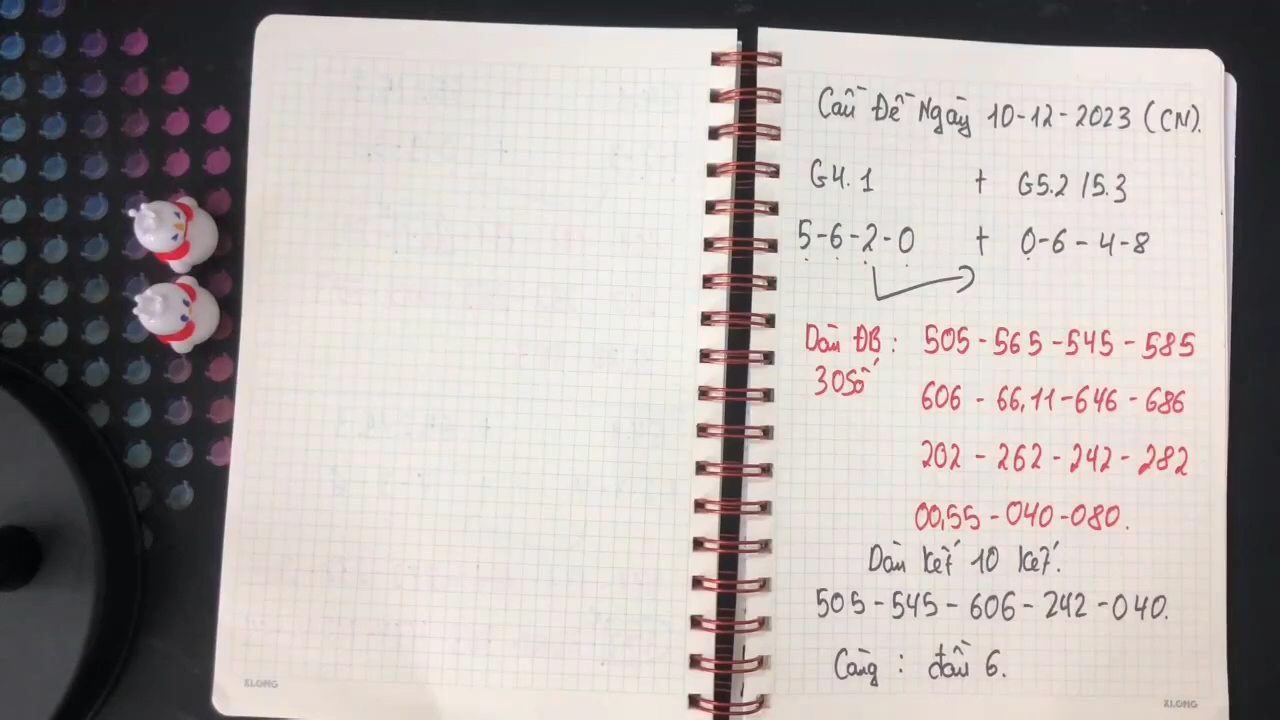 Cầu Đề Ngày 10-12-2023 (CN).
G4.1 + G5.2/5.3
5-6-2-0 + 0-6-4-8
Dàn ĐB: 505-565-545-585
30Số
606-66,11-646-686
202-262-242-282
00,55-040-080.
Dàn kết 10 kết.
505-545-606-242-040.
Càng: đầu 6.
KLONG
KLONG